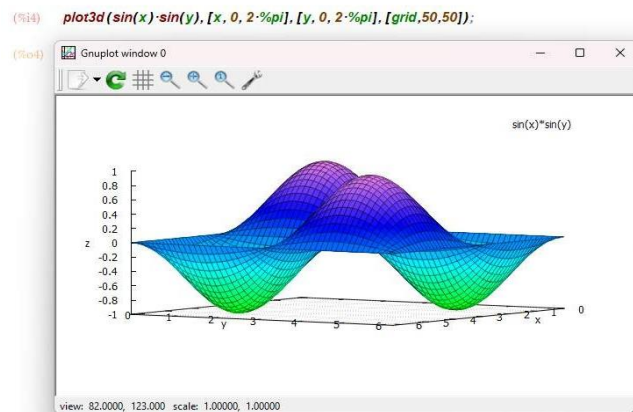 (%i4) plot3d(sin(x)·sin(y), [x, 0, 2·%pi], [y, 0, 2·%pi], [grid,50,50]);
(%o4)
Gnuplot window 0
sin(x)*sin(y)
1
0.8
0.6
0.4
0.2
z 0
-0.2
-0.4
-0.6
-0.8
-1 0 1 2 y 3 4 5 6 6 5 4 3 2 x 1 0
view: 82.0000, 123.000 scale: 1.00000, 1.00000